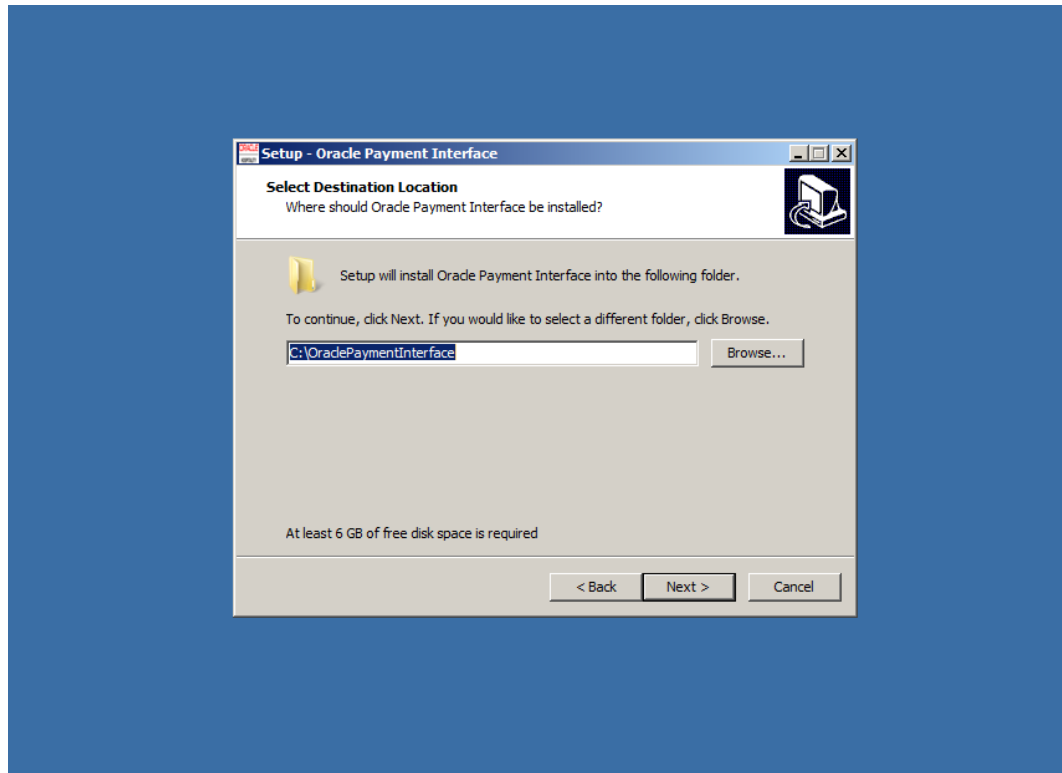 Setup - Oracle Payment Interface
Select Destination Location
Where should Oracle Payment Interface be installed?
Setup will install Oracle Payment Interface into the following folder.
To continue, click Next. If you would like to select a different folder, click Browse.
C:\OraclePaymentInterface
Browse...
At least 6 GB of free disk space is required
< Back
Next >
Cancel